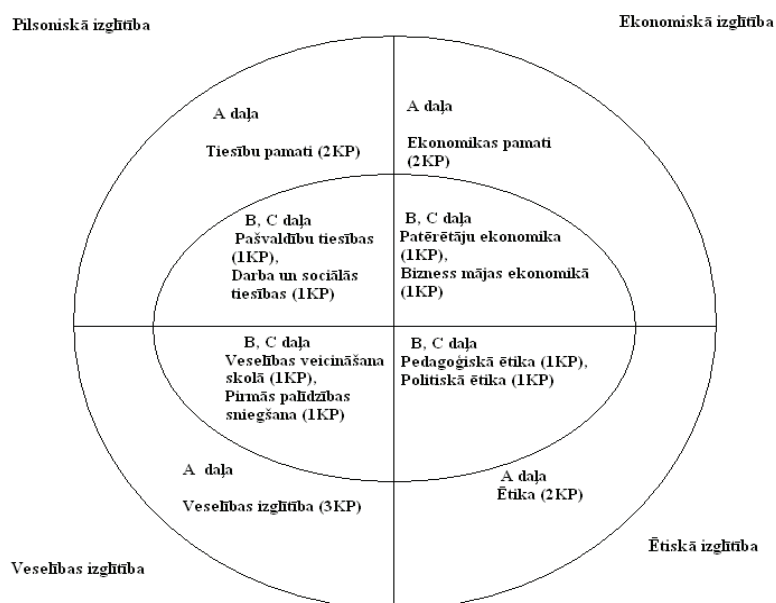 Pilsoniskā izglītība
Ekonomiskā izglītība
A daļa
Tiesību pamati (2KP)
A daļa
Ekonomikas pamati
(2KP)
B, C daļa
Pašvaldību tiesības
(1KP),
Darba un sociālās
tiesības (1KP)
B, C daļa
Patērētāju ekonomika
(1KP),
Bizness mājas ekonomikā
(1KP)
B, C daļa
Veselības veicināšana
skolā (1KP),
Pirmās palīdzības
sniegšana (1KP)
B, C daļa
Pedagoģiskā ētika (1KP),
Politiskā ētika (1KP)
A daļa
Veselības izglītība (3KP)
A daļa
Ētika (2KP)
Veselības izglītība
Ētiskā izglītība